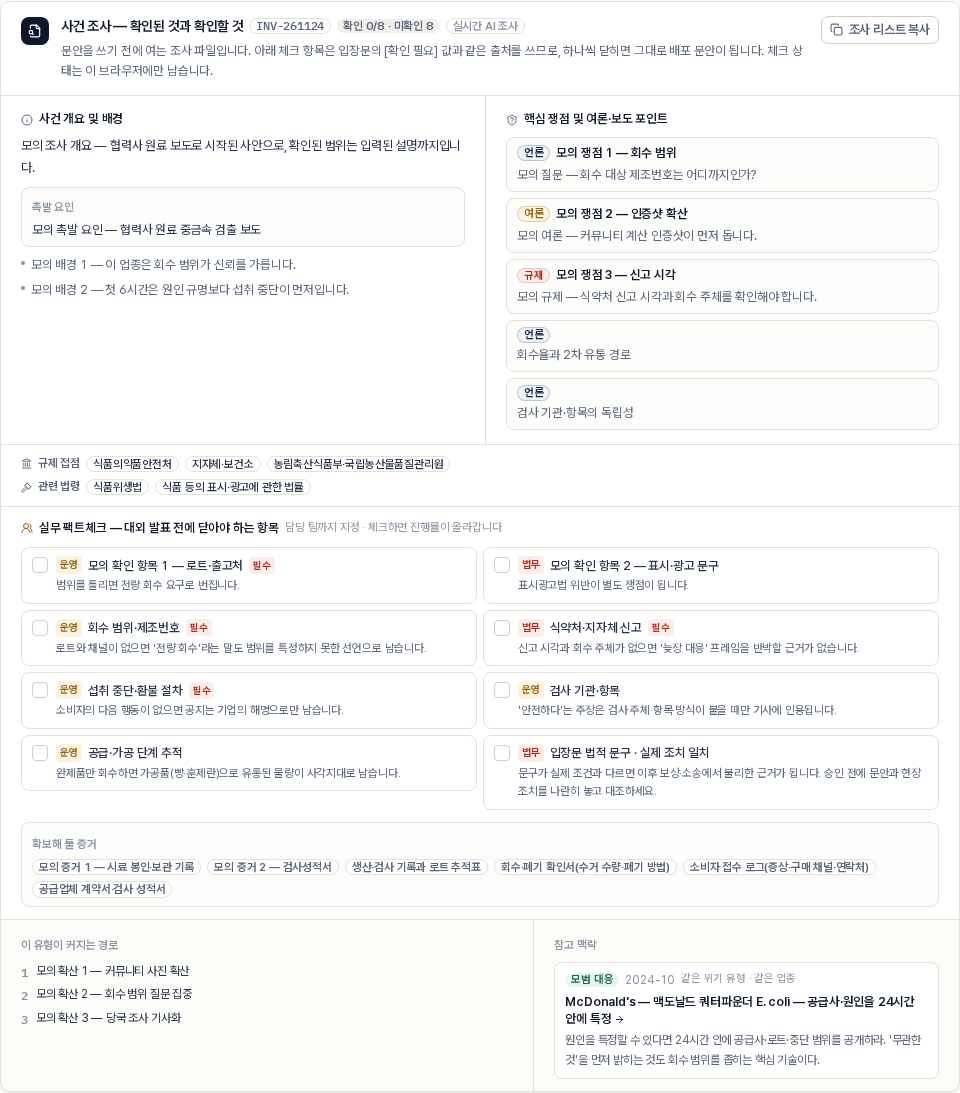 사건 조사 — 확인된 것과 확인할 것 INV-261124 확인 0/8 · 미확인 8 실시간 AI 조사
조사 리스트 복사
문안을 쓰기 전에 여는 조사 파일입니다. 아래 체크 항목은 입장문의 [확인 필요] 값과 같은 출처를 쓰므로, 하나씩 닫히면 그대로 배포 문안이 됩니다. 체크 상
태는 이 브라우저에만 남습니다.
사건 개요 및 배경
모의 조사 개요 — 협력사 원료 보도로 시작된 사안으로, 확인된 범위는 입력된 설명까지입니
다.
촉발 요인
모의 촉발 요인 — 협력사 원료 중금속 검출 보도
• 모의 배경 1 — 이 업종은 회수 범위가 신뢰를 가릅니다.
• 모의 배경 2 — 첫 6시간은 원인 규명보다 섭취 중단이 먼저입니다.
핵심 쟁점 및 여론·보도 포인트
언론 모의 쟁점 1 — 회수 범위
모의 질문 — 회수 대상 제조번호는 어디까지인가?
여론 모의 쟁점 2 — 인증샷 확산
모의 여론 — 커뮤니티 계산 인증샷이 먼저 돕니다.
규제 모의 쟁점 3 — 신고 시각
모의 규제 — 식약처 신고 시각과 회수 주체를 확인해야 합니다.
언론
회수율과 2차 유통 경로
언론
검사 기관·항목의 독립성
규제 접점 식품의약품안전처 지자체·보건소 농림축산식품부·국립농산물품질관리원
관련 법령 식품위생법 식품 등의 표시·광고에 관한 법률
실무 팩트체크 — 대외 발표 전에 닫아야 하는 항목 담당 팀까지 지정 · 체크하면 진행률이 올라갑니다
운영 모의 확인 항목 1 — 로트·출고처 필수
범위를 틀리면 전량 회수 요구로 번집니다.
법무 모의 확인 항목 2 — 표시·광고 문구
표시광고법 위반이 별도 쟁점이 됩니다.
운영 회수 범위·제조번호 필수
로트와 채널이 없으면 '전량 회수'라는 말도 범위를 특정하지 못한 선언으로 남습니다.
법무 식약처·지자체 신고 필수
신고 시각과 회수 주체가 없으면 '늦장 대응' 프레임을 반박할 근거가 없습니다.
운영 섭취 중단·환불 절차 필수
소비자의 다음 행동이 없으면 공지는 기업의 해명으로만 남습니다.
운영 검사 기관·항목
'안전하다'는 주장은 검사 주체·항목·방식이 붙을 때만 기사에 인용됩니다.
운영 공급·가공 단계 추적
완제품만 회수하면 가공품(빵·훈제란)으로 유통된 물량이 사각지대로 남습니다.
법무 입장문 법적 문구 · 실제 조치 일치
문구가 실제 조건과 다르면 이후 보상·소송에서 불리한 근거가 됩니다. 승인 전에 문안과 현장
조치를 나란히 놓고 대조하세요.
확보해 둘 증거
모의 증거 1 — 시료 봉인·보관 기록 모의 증거 2 — 검사성적서 생산·검사 기록과 로트 추적표 회수·폐기 확인서(수거 수량·폐기 방법) 소비자 접수 로그(증상·구매 채널·연락처)
공급업체 계약서·검사 성적서
이 유형이 커지는 경로
1 모의 확산 1 — 커뮤니티 사진 확산
2 모의 확산 2 — 회수 범위 질문 집중
3 모의 확산 3 — 당국 조사 기사화
참고 맥락
모범 대응 2024-10 같은 위기 유형 · 같은 업종
McDonald's — 맥도날드 쿼터파운더 E. coli — 공급사·원인을 24시간
안에 특정 →
원인을 특정할 수 있다면 24시간 안에 공급사·로트·중단 범위를 공개하라. '무관한
것'을 먼저 밝히는 것도 회수 범위를 좁히는 핵심 기술이다.